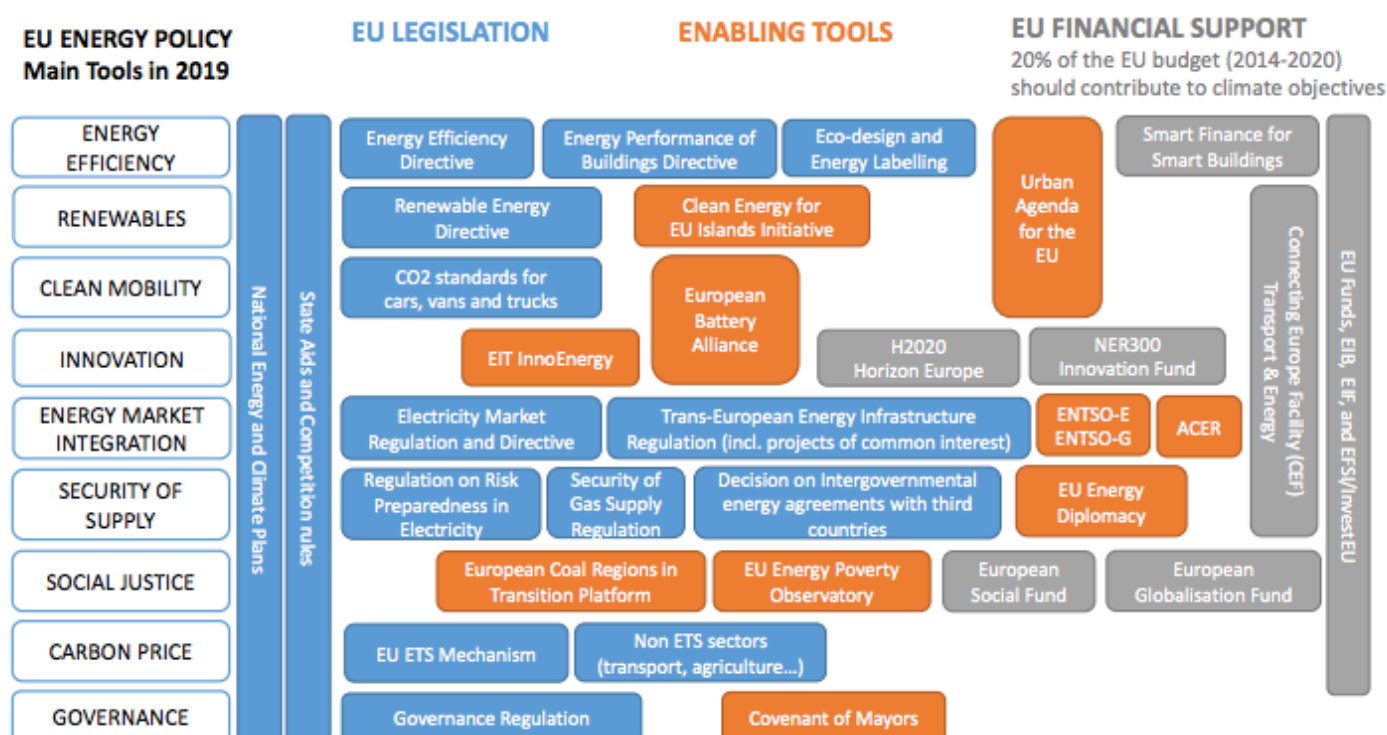 EU ENERGY POLICY
Main Tools in 2019
EU LEGISLATION
ENABLING TOOLS
EU FINANCIAL SUPPORT
20% of the EU budget (2014-2020)
should contribute to climate objectives
ENERGY
EFFICIENCY
Energy Efficiency
Directive
Energy Performance of
Buildings Directive
Eco-design and
Energy Labelling
Urban
Agenda
for the
EU
Smart Finance for
Smart Buildings
RENEWABLES
Renewable Energy
Directive
Clean Energy for
EU Islands Initiative
CLEAN MOBILITY
CO2 standards for
cars, vans and trucks
European
Battery
Alliance
INNOVATION
EIT InnoEnergy
H2020
Horizon Europe
NER300
Innovation Fund
ENERGY MARKET
INTEGRATION
Electricity Market
Regulation and Directive
Trans-European Energy Infrastructure
Regulation (incl. projects of common interest)
ENTSO-E
ENTSO-G
ACER
SECURITY OF
SUPPLY
Regulation on Risk
Preparedness in
Electricity
Security of
Gas Supply
Regulation
Decision on Intergovernmental
energy agreements with third
countries
EU Energy
Diplomacy
SOCIAL JUSTICE
European Coal Regions in
Transition Platform
EU Energy Poverty
Observatory
European
Social Fund
European
Globalisation Fund
CARBON PRICE
EU ETS Mechanism
Non ETS sectors
(transport, agriculture...)
GOVERNANCE
Governance Regulation
Covenant of Mayors
National Energy and Climate Plans
State Aids and Competition rules
Connecting Europe Facility (CEF)
Transport & Energy
EU Funds, EIB, EIF, and EFSI/InvestEU